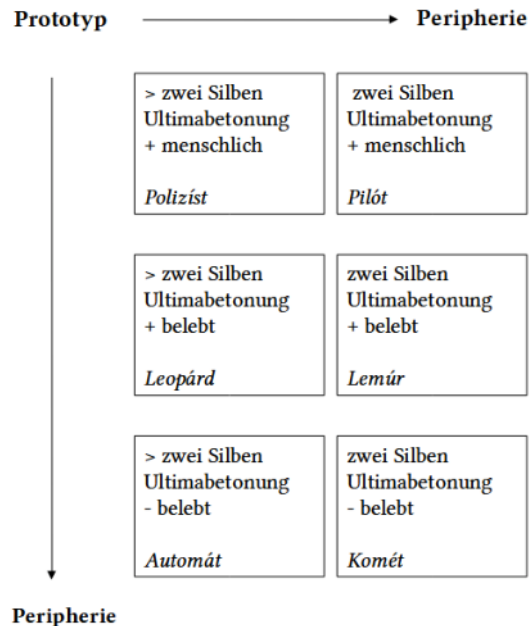 Prototyp
Peripherie
> zwei Silben
Ultimabetonung
+ menschlich
Polizíst
zwei Silben
Ultimabetonung
+ menschlich
Pilót
> zwei Silben
Ultimabetonung
+ belebt
Leopárd
zwei Silben
Ultimabetonung
+ belebt
Lemúr
> zwei Silben
Ultimabetonung
- belebt
Automát
zwei Silben
Ultimabetonung
- belebt
Komét
Peripherie